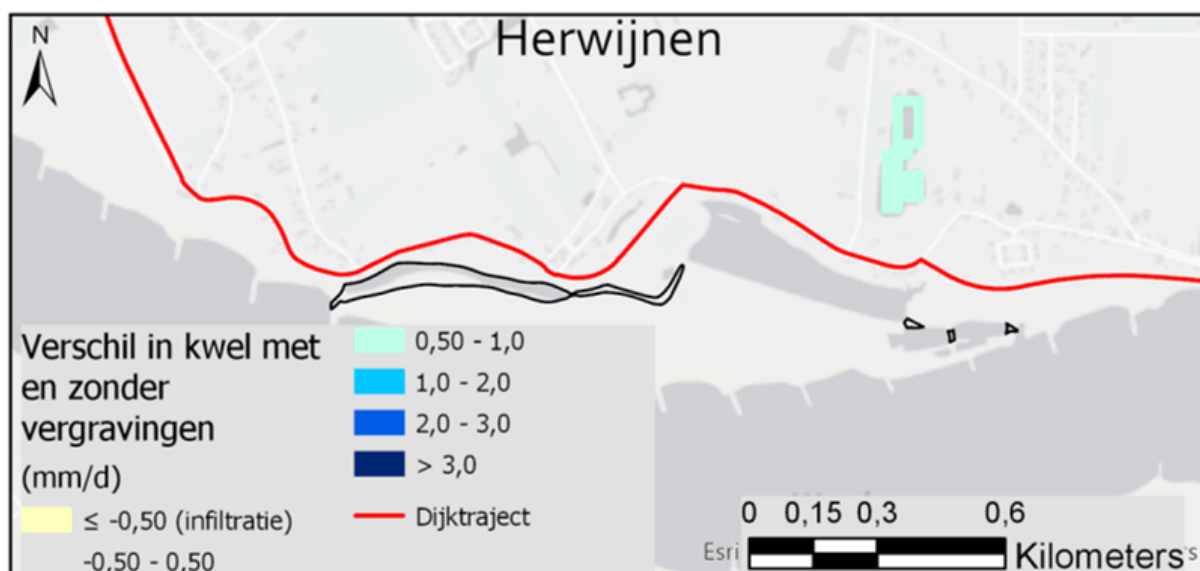 Herwijnen
N
Verschil in kwel met
en zonder
vergravingen
(mm/d)
≤ -0,50 (infiltratie)
-0,50 - 0,50
0,50 - 1,0
1,0 - 2,0
2,0 - 3,0
> 3,0
Dijktraject
0 0,15 0,3 0,6
Kilometers
Esri